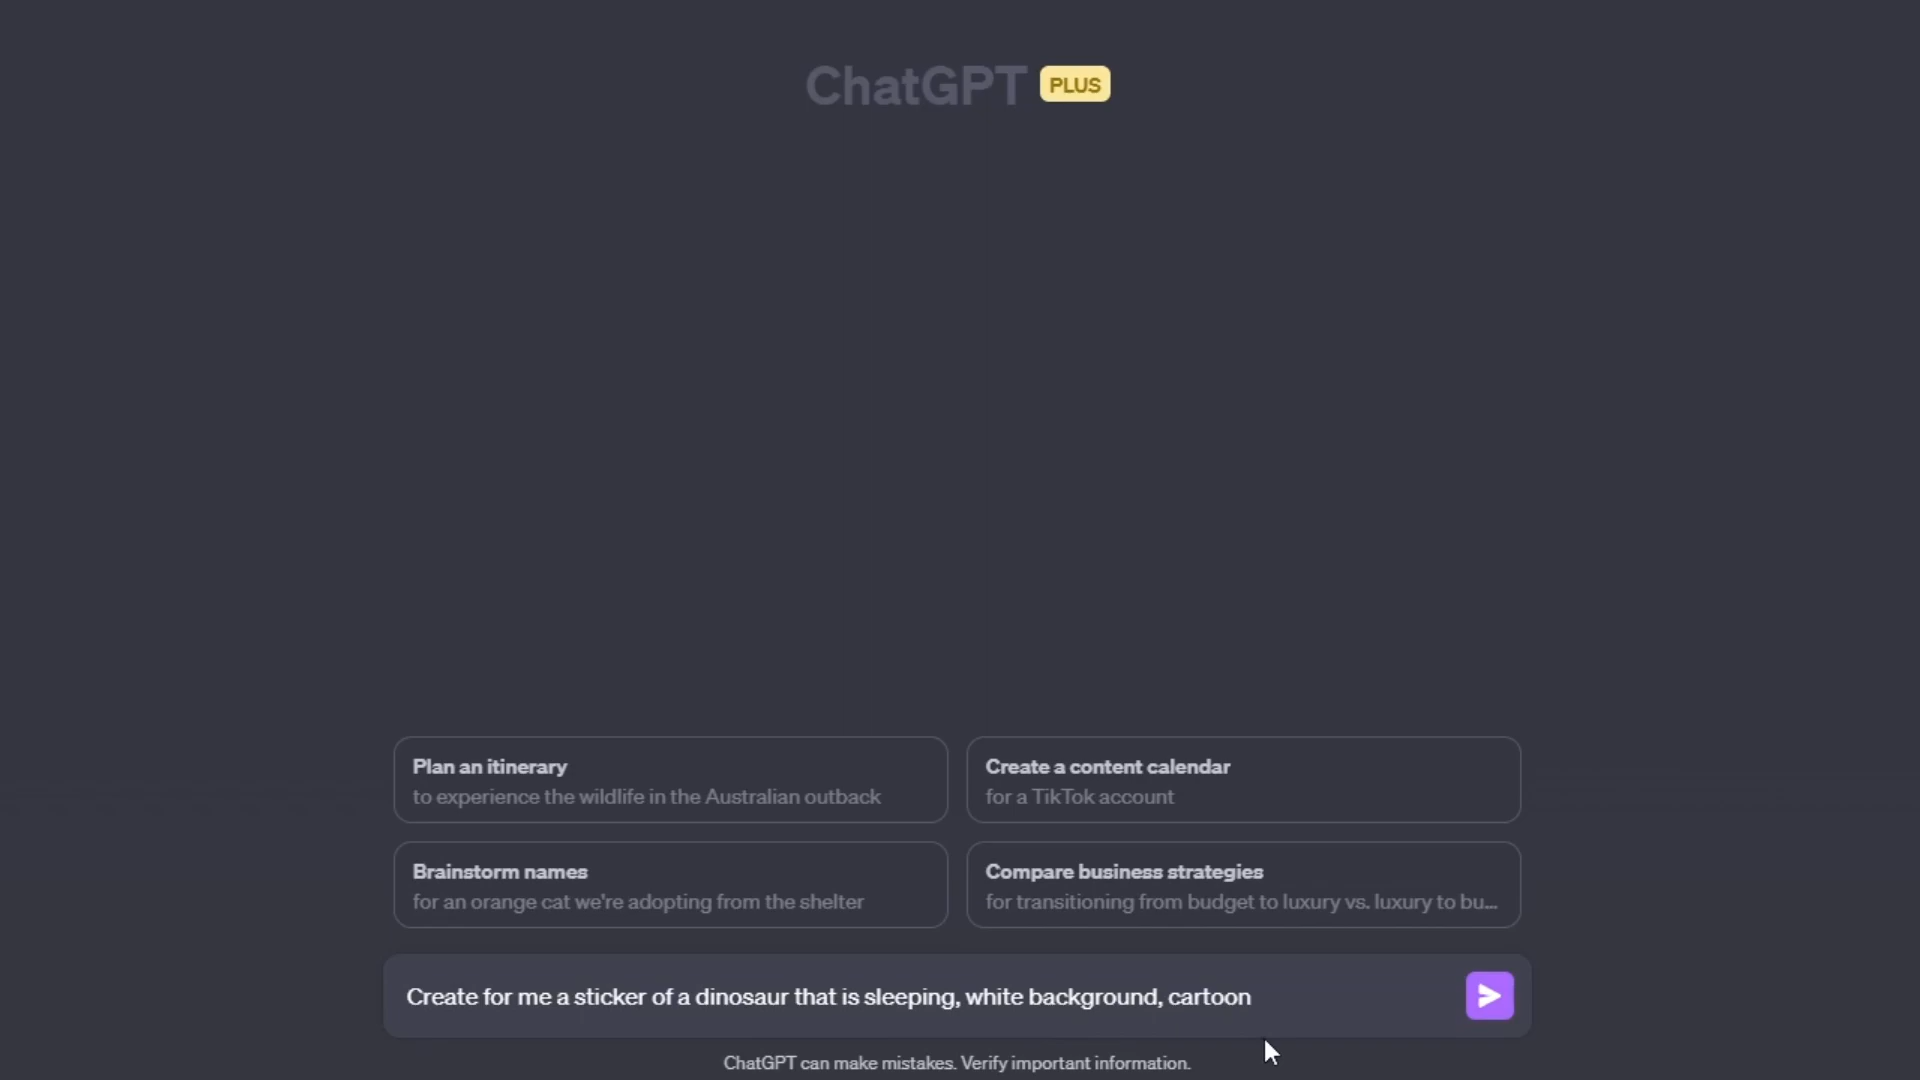 ChatGPT PLUS
Plan an itinerary
to experience the wildlife in the Australian outback
Create a content calendar
for a TikTok account
Brainstorm names
for an orange cat we're adopting from the shelter
Compare business strategies
for transitioning from budget to luxury vs. luxury to bu...
Create for me a sticker of a dinosaur that is sleeping, white background, cartoon
ChatGPT can make mistakes. Verify important information.